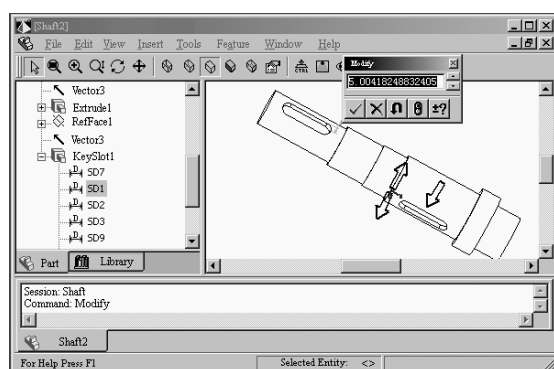 [Shaft2]
File Edit View Insert Tools Feature Window Help
CTRL
Modify
5.00418248832405
±?
Vector3
Extrude1
RefFace1
Vector3
KeySlot1
SD7
SD1
SD2
SD3
SD9
Part Library
Session: Shaft
Command: Modify
Shaft2
For Help Press F1 Selected Entity: <>